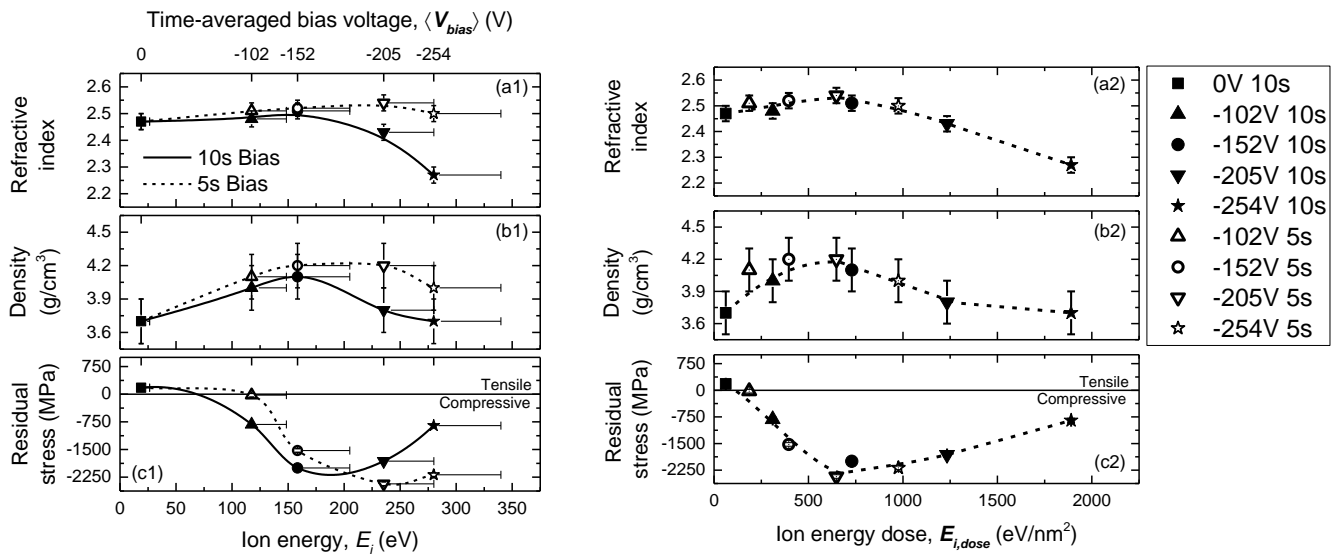 Time-averaged bias voltage, ⟨V_bias⟩ (V)
0 -102 -152 -205 -254
(a1)
2.6
2.5
2.4
2.3
2.2
Refractive
index
10s Bias
5s Bias
(b1)
4.5
4.2
3.9
3.6
Density
(g/cm³)
750
0
-750
-1500
-2250
Residual
stress (MPa)
Tensile
Compressive
(c1)
0 50 100 150 200 250 300 350
Ion energy, E_i (eV)
(a2)
2.6
2.5
2.4
2.3
2.2
Refractive
index
(b2)
4.5
4.2
3.9
3.6
Density
(g/cm³)
750
0
-750
-1500
-2250
Residual
stress (MPa)
Tensile
Compressive
(c2)
0 500 1000 1500 2000
Ion energy dose, E_i,dose (eV/nm²)
0V 10s
-102V 10s
-152V 10s
-205V 10s
-254V 10s
-102V 5s
-152V 5s
-205V 5s
-254V 5s